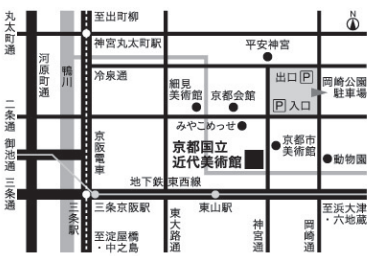 丸太町通
至出町柳
N
神宮丸太町駅
平安神宮
河原町通
鴨川
冷泉通
細見
美術館
京都会館
出口 P
岡崎公園
駐車場
P 入口
二条通
みやこめっせ
御池通
京阪電車
京都国立
近代美術館
京都市
美術館
動物園
三条通
地下鉄 東西線
三条駅
三条京阪駅
東山駅
至淀屋橋
・中之島
東大路通
神宮通
岡崎通
至浜大津
・六地蔵